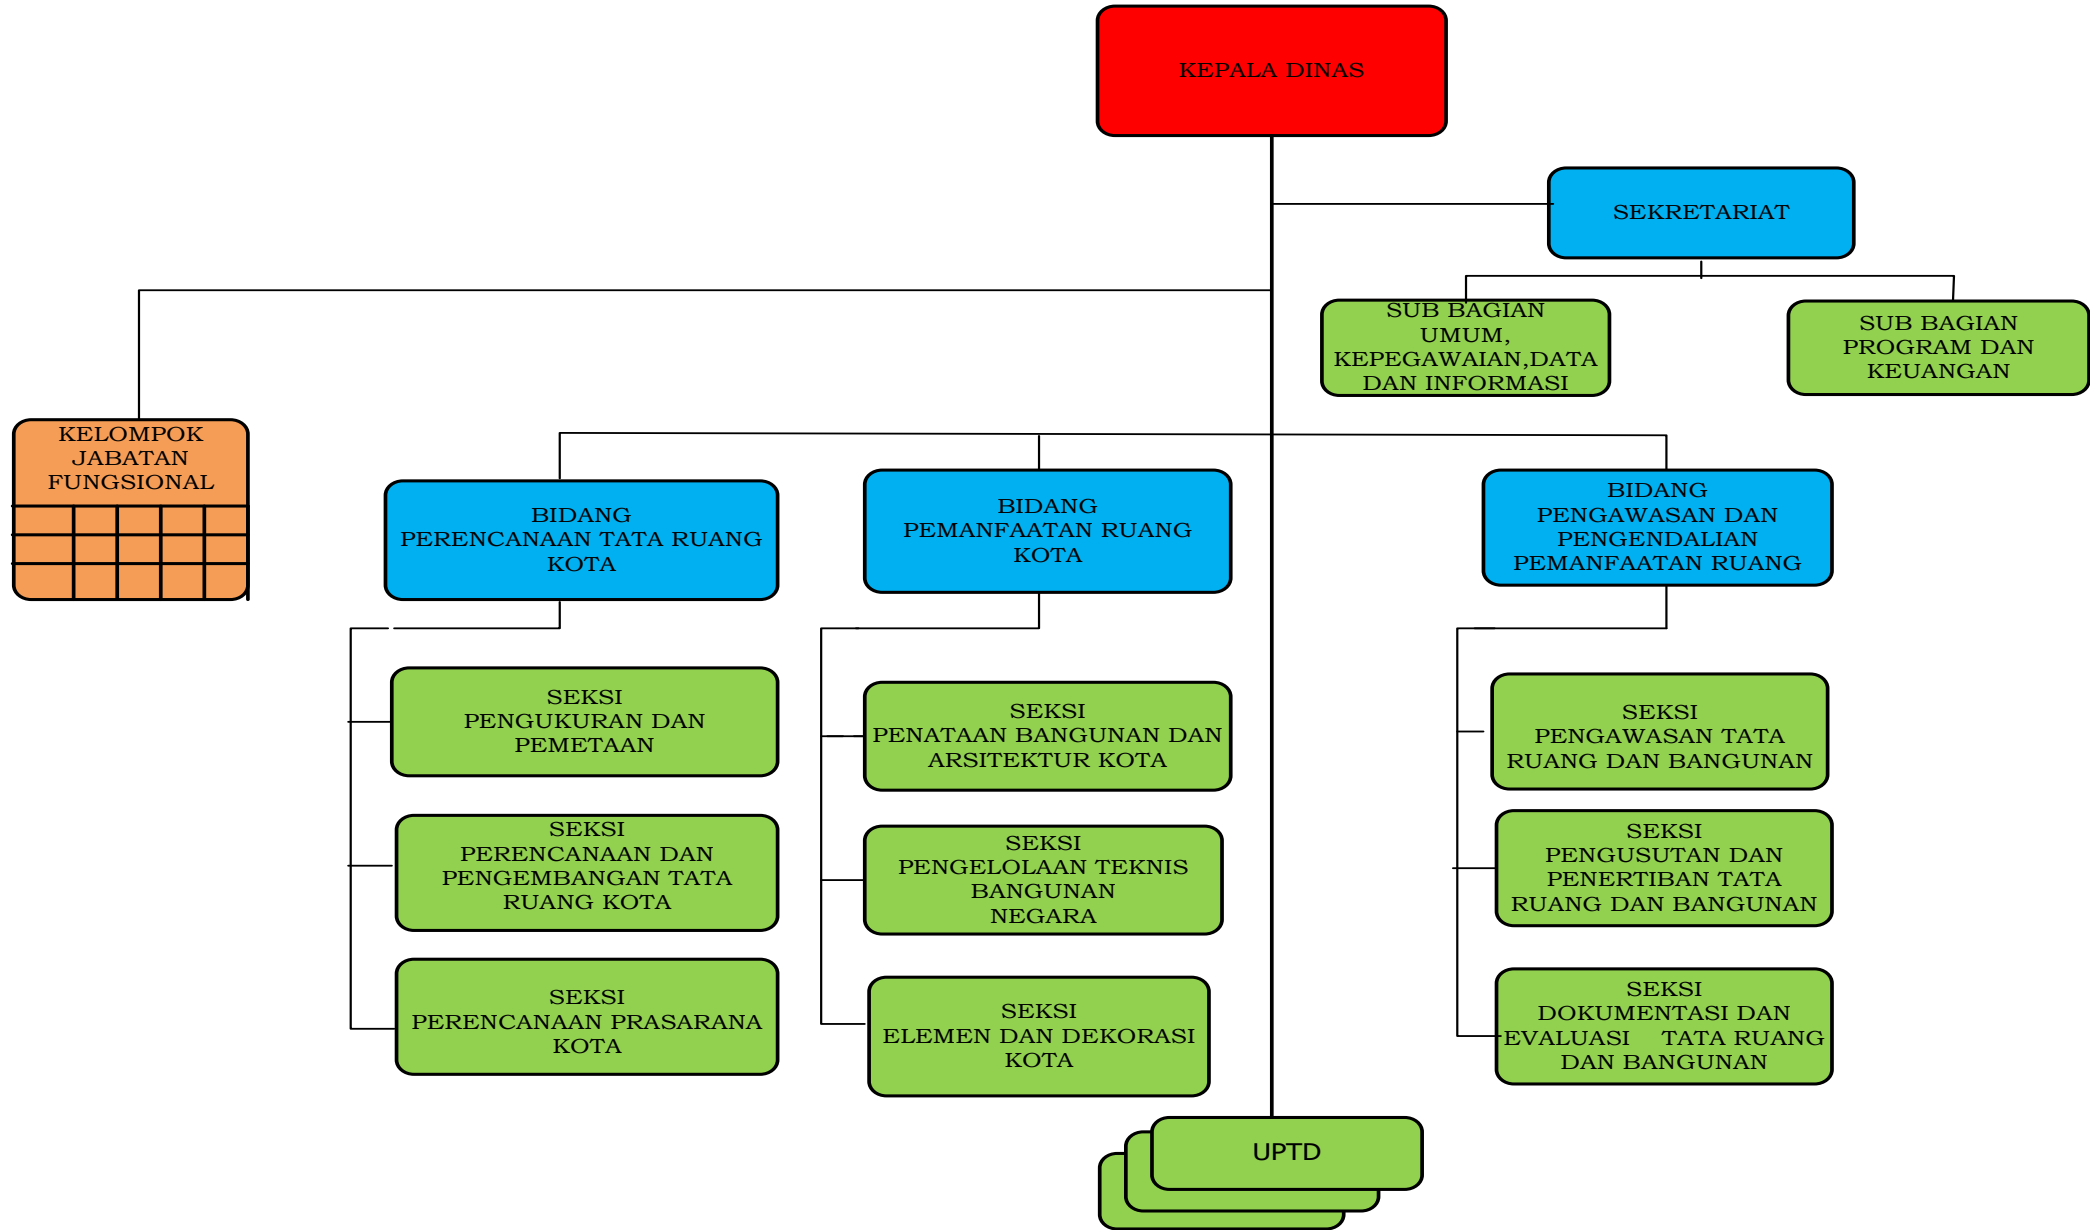 KEPALA DINAS
SEKRETARIAT
SUB BAGIAN
UMUM,
KEPEGAWAIAN,DATA
DAN INFORMASI
SUB BAGIAN
PROGRAM DAN
KEUANGAN
KELOMPOK
JABATAN
FUNGSIONAL
BIDANG
PERENCANAAN TATA RUANG
KOTA
BIDANG
PEMANFAATAN RUANG
KOTA
BIDANG
PENGAWASAN DAN
PENGENDALIAN
PEMANFAATAN RUANG
SEKSI
PENGUKURAN DAN
PEMETAAN
SEKSI
PERENCANAAN DAN
PENGEMBANGAN TATA
RUANG KOTA
SEKSI
PERENCANAAN PRASARANA
KOTA
SEKSI
PENATAAN BANGUNAN DAN
ARSITEKTUR KOTA
SEKSI
PENGELOLAAN TEKNIS
BANGUNAN
NEGARA
SEKSI
ELEMEN DAN DEKORASI
KOTA
SEKSI
PENGAWASAN TATA
RUANG DAN BANGUNAN
SEKSI
PENGUSUTAN DAN
PENERTIBAN TATA
RUANG DAN BANGUNAN
SEKSI
DOKUMENTASI DAN
EVALUASI TATA RUANG
DAN BANGUNAN
UPTD